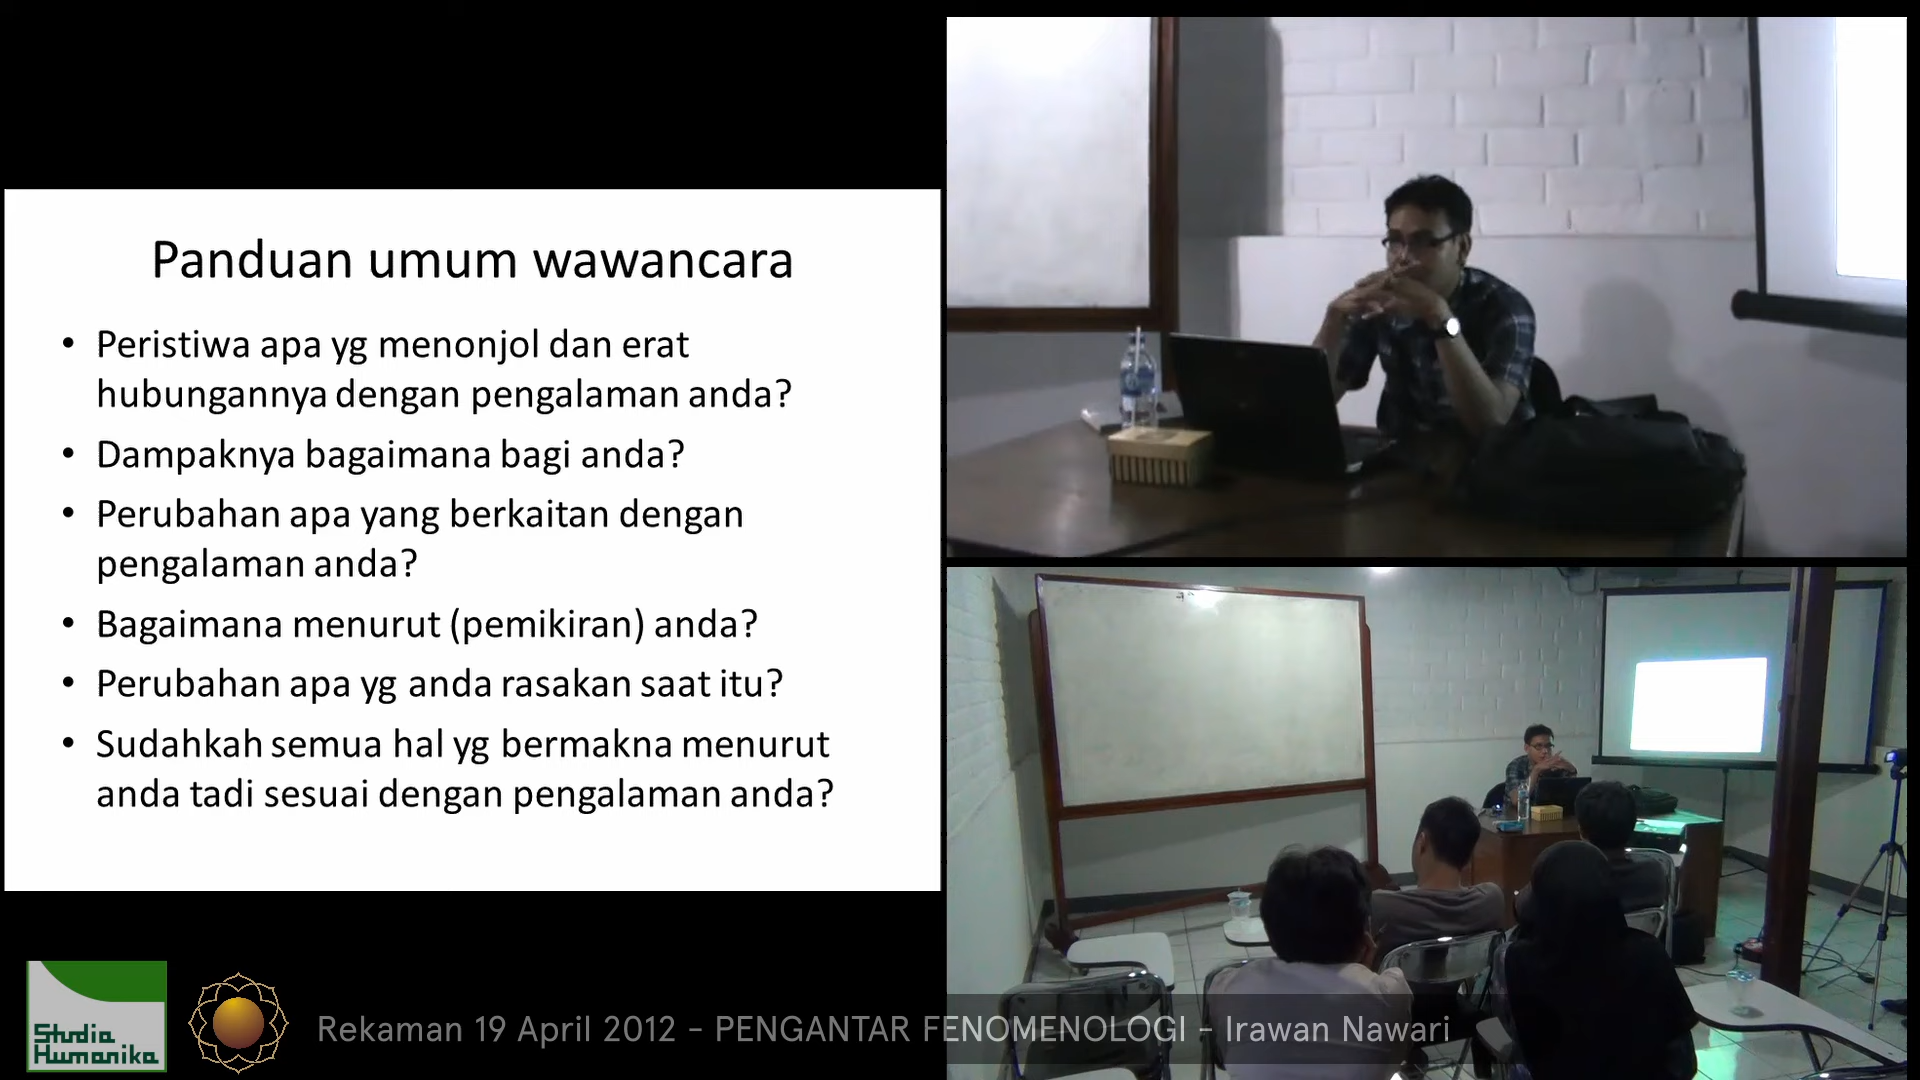 Panduan umum wawancara
• Peristiwa apa yg menonjol dan erat
hubungannya dengan pengalaman anda?
• Dampaknya bagaimana bagi anda?
• Perubahan apa yang berkaitan dengan
pengalaman anda?
• Bagaimana menurut (pemikiran) anda?
• Perubahan apa yg anda rasakan saat itu?
• Sudahkah semua hal yg bermakna menurut
anda tadi sesuai dengan pengalaman anda?
Studia
Humanika
Rekaman 19 April 2012 - PENGANTAR FENOMENOLOGI - Irawan Nawari